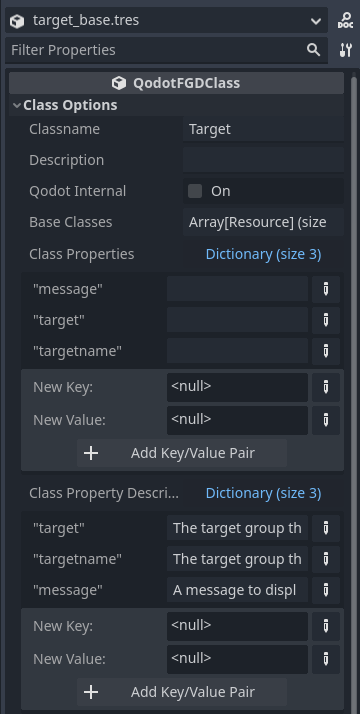 target_base.tres
DOC
Filter Properties
QodotFGDClass
Class Options
Classname Target
Description
Qodot Internal On
Base Classes Array[Resource] (size
Class Properties Dictionary (size 3)
"message"
"target"
"targetname"
New Key: <null>
New Value: <null>
+ Add Key/Value Pair
Class Property Descri... Dictionary (size 3)
"target" The target group th
"targetname" The target group th
"message" A message to displ
New Key: <null>
New Value: <null>
+ Add Key/Value Pair